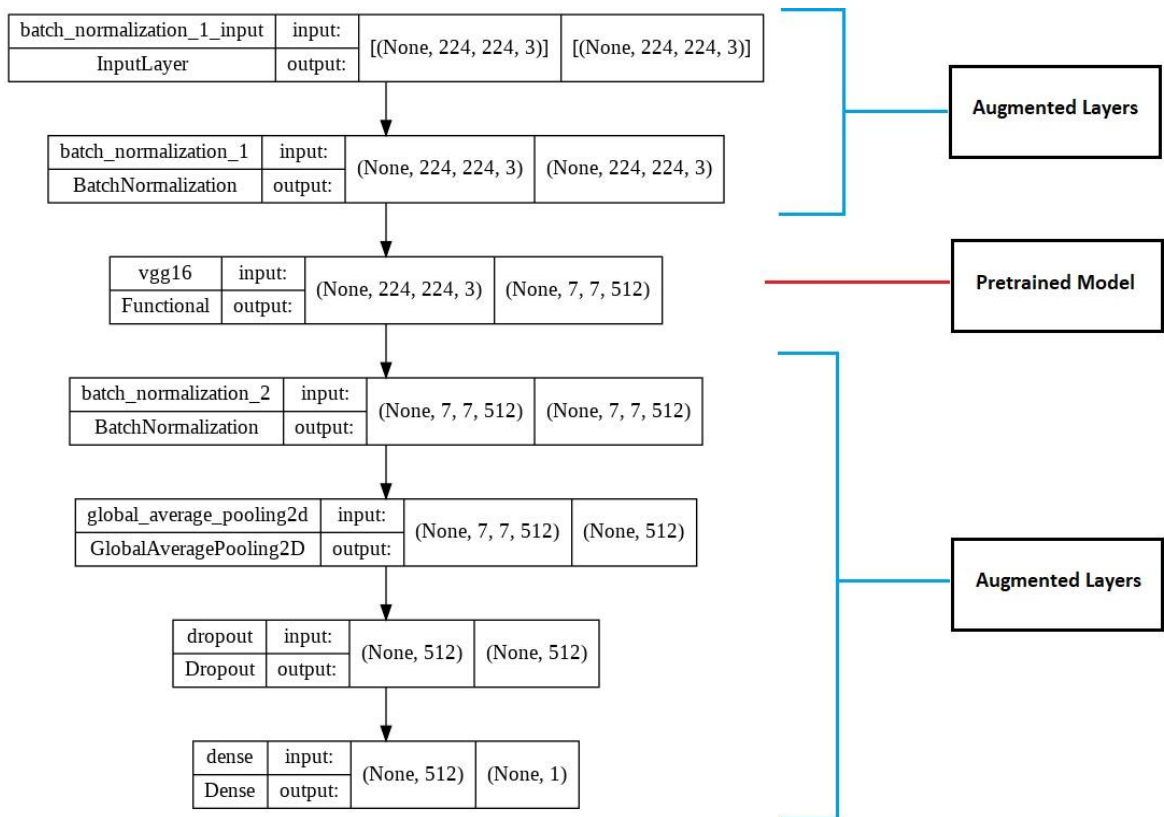 batch_normalization_1_input input: [(None, 224, 224, 3)] [(None, 224, 224, 3)]
InputLayer output:
Augmented Layers
batch_normalization_1 input: (None, 224, 224, 3) (None, 224, 224, 3)
BatchNormalization output:
vgg16 input: (None, 224, 224, 3) (None, 7, 7, 512)
Functional output:
Pretrained Model
batch_normalization_2 input: (None, 7, 7, 512) (None, 7, 7, 512)
BatchNormalization output:
global_average_pooling2d input: (None, 7, 7, 512) (None, 512)
GlobalAveragePooling2D output:
Augmented Layers
dropout input: (None, 512) (None, 512)
Dropout output:
dense input: (None, 512) (None, 1)
Dense output: